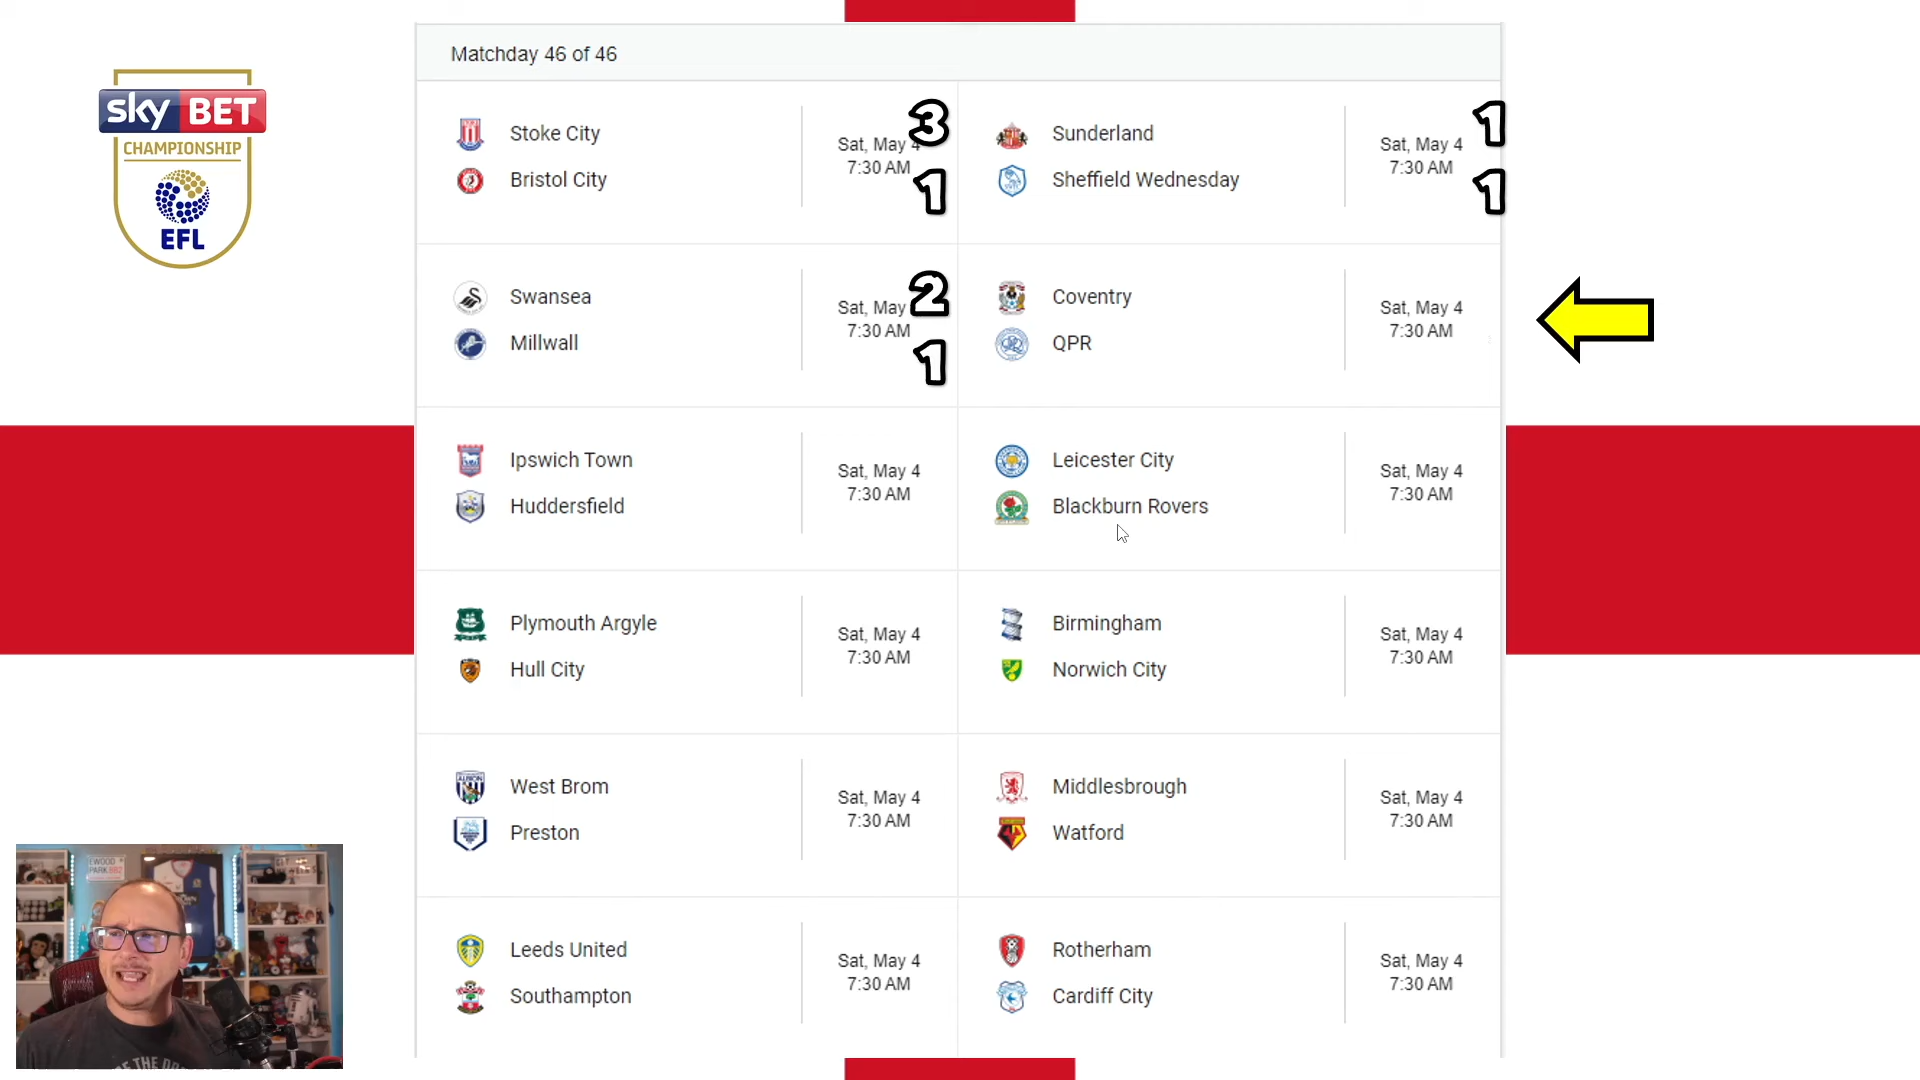 sky BET
CHAMPIONSHIP
EFL
Matchday 46 of 46
Stoke City
Bristol City
Sat, May 4
7:30 AM
3
1
Sunderland
Sheffield Wednesday
Sat, May 4
7:30 AM
1
1
Swansea
Millwall
Sat, May
7:30 AM
2
1
Coventry
QPR
Sat, May 4
7:30 AM
Ipswich Town
Huddersfield
Sat, May 4
7:30 AM
Leicester City
Blackburn Rovers
Sat, May 4
7:30 AM
Plymouth Argyle
Hull City
Sat, May 4
7:30 AM
Birmingham
Norwich City
Sat, May 4
7:30 AM
West Brom
Preston
Sat, May 4
7:30 AM
Middlesbrough
Watford
Sat, May 4
7:30 AM
Leeds United
Southampton
Sat, May 4
7:30 AM
Rotherham
Cardiff City
Sat, May 4
7:30 AM
EWOOD
PARK BB2